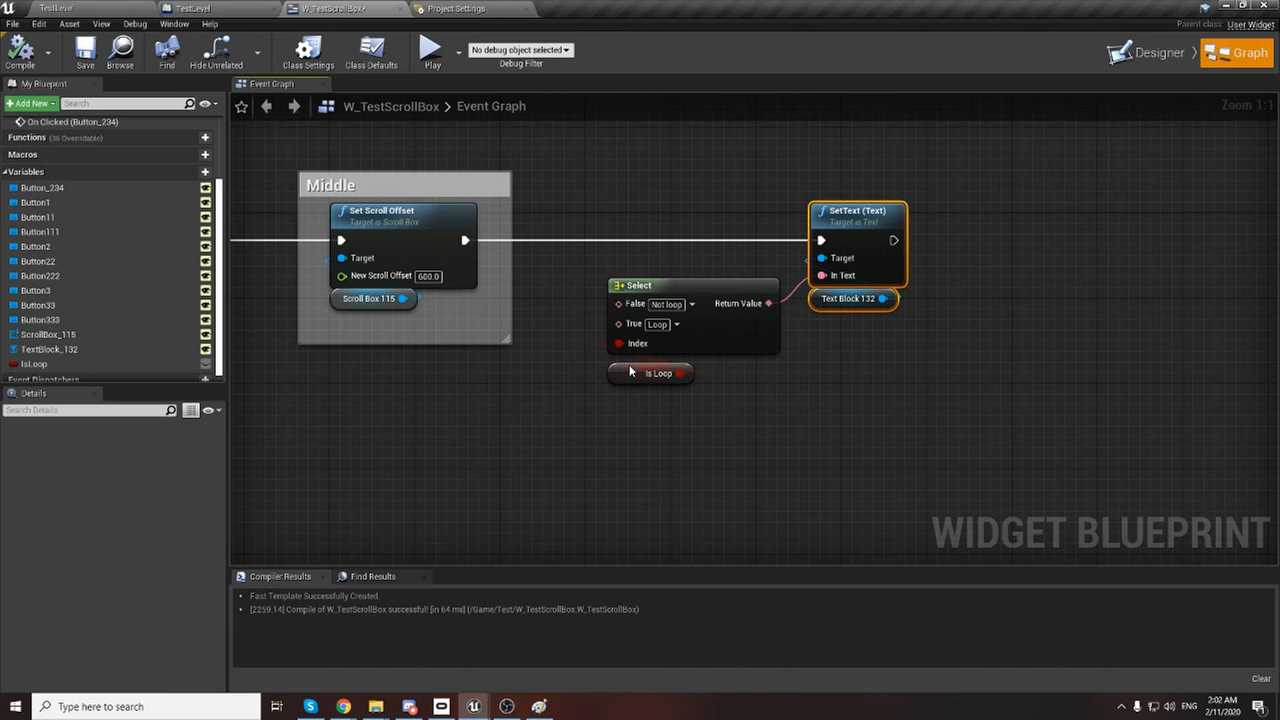 TestLevel
TestLevel
W_TestScrollBox*
Project Settings
File Edit Asset View Debug Window Help
Parent class: User Widget
Compile
Save
Browse
Find
Hide Unrelated
Class Settings
Class Defaults
Play
No debug object selected
Debug Filter
Designer
Graph
My Blueprint
Event Graph
+Add New
Search
W_TestScrollBox > Event Graph
Zoom 1:1
On Clicked (Button_234)
Functions (36 Overridable)
Macros
Variables
Button_234
Button1
Button11
Button111
Button2
Button22
Button222
Button3
Button33
Button333
ScrollBox_115
TextBlock_132
IsLoop
Event Dispatchers
Details
Search Details
Middle
Set Scroll Offset
Target is Scroll Box
Target
New Scroll Offset 600.0
Scroll Box 115
Select
False Not loop Return Value
True Loop
Index
Is Loop
SetText (Text)
Target is Text
Target
In Text
Text Block 132
WIDGET BLUEPRINT
Compiler Results
Find Results
Fast Template Successfully Created.
[2259.14] Compile of W_TestScrollBox successful! [in 64 ms] (/Game/Test/W_TestScrollBox.W_TestScrollBox)
Clear
Type here to search
ENG
2:02 AM
2/11/2020